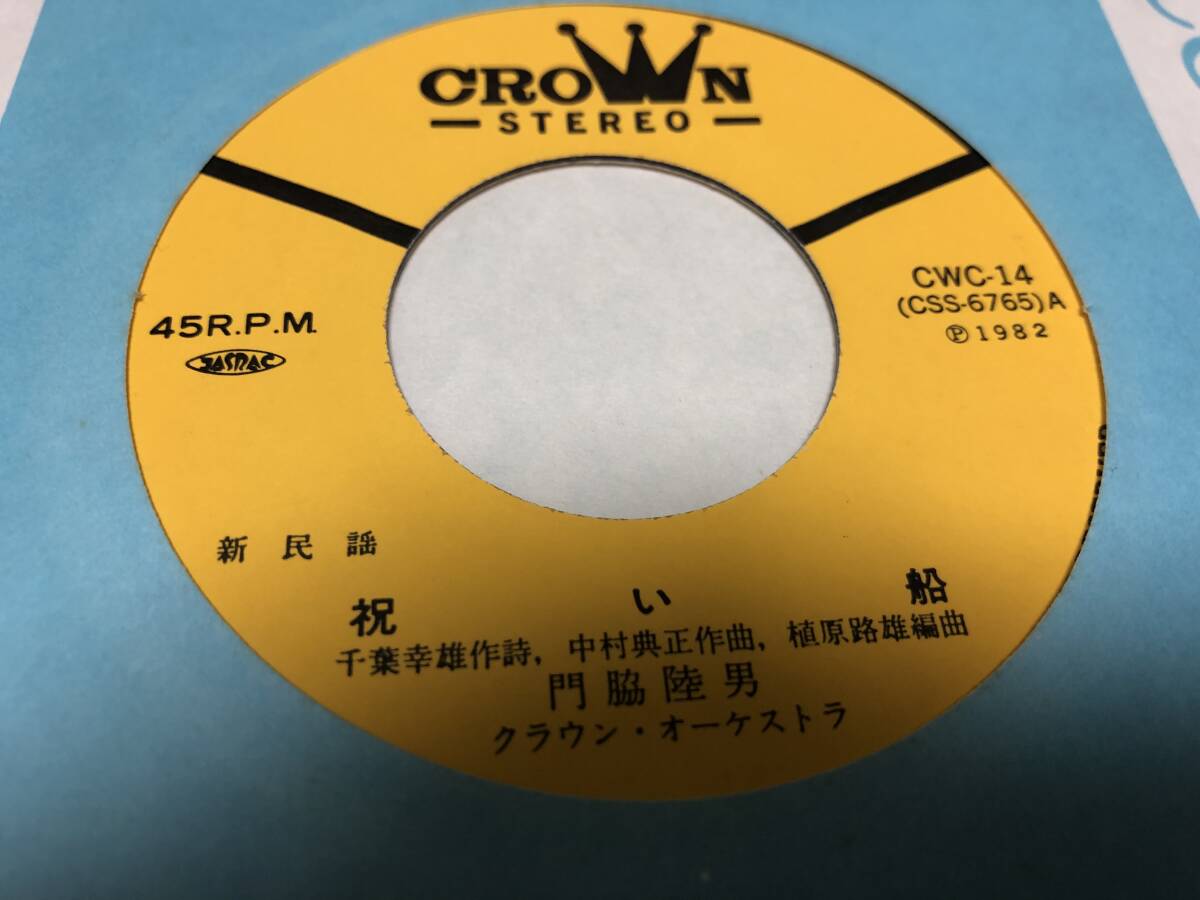 CROWN
STEREO
45R.P.M.
JASRAC
CWC-14
(CSS-6765)A
Ⓟ1982
新民謡
祝い船
千葉幸雄作詩,中村典正作曲,植原路雄編曲
門脇陸男
クラウン・オーケストラ